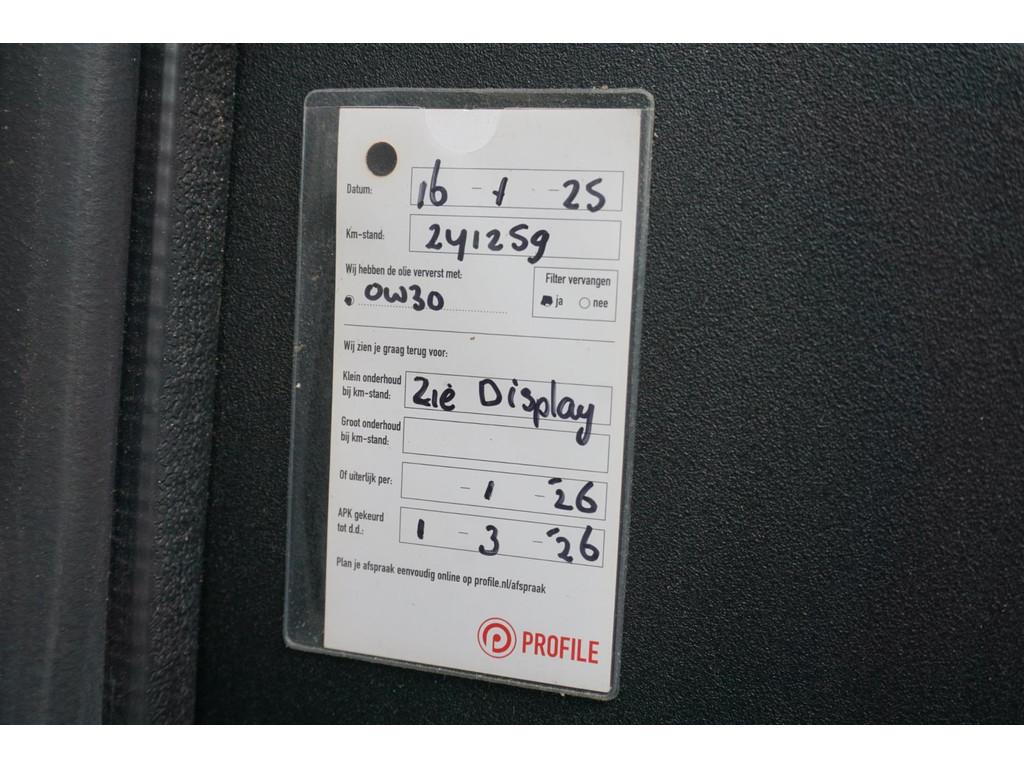 Datum: 16 - 1 - 25
Km-stand: 241259
Wij hebben de olie ververst met:
0W30
Filter vervangen
ja nee
Wij zien je graag terug voor:
Klein onderhoud
bij km-stand: Zie Display
Groot onderhoud
bij km-stand:
Of uiterlijk per: - 1 - 26
APK gekeurd
tot d.d.: 1 - 3 - 26
Plan je afspraak eenvoudig online op profile.nl/afspraak
PROFILE